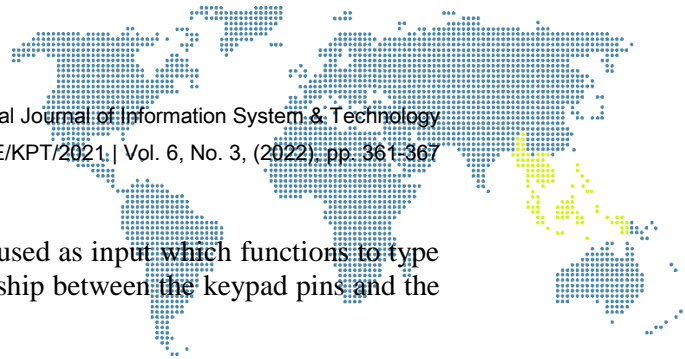 al Journal of Information System & Technology
E/KPT/2021 | Vol. 6, No. 3, (2022), pp. 361-367
used as input which functions to type
ship between the keypad pins and the